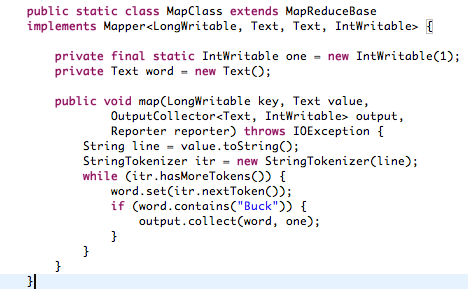 public static class MapClass extends MapReduceBase
implements Mapper<LongWritable, Text, Text, IntWritable> {
private final static IntWritable one = new IntWritable(1);
private Text word = new Text();
public void map(LongWritable key, Text value,
OutputCollector<Text, IntWritable> output,
Reporter reporter) throws IOException {
String line = value.toString();
StringTokenizer itr = new StringTokenizer(line);
while (itr.hasMoreTokens()) {
word.set(itr.nextToken());
if (word.contains("Buck")) {
output.collect(word, one);
}
}
}
}